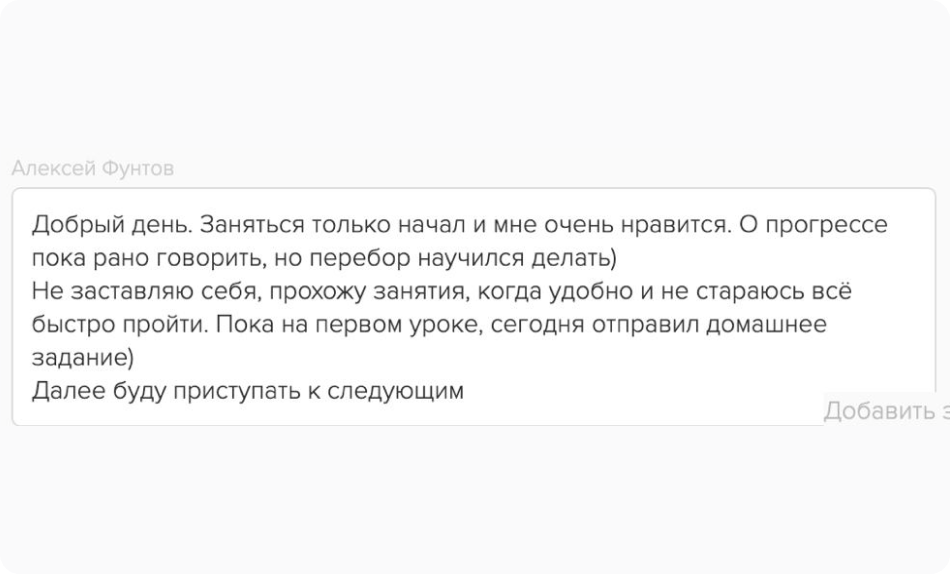 Алексей Фунтов
Добрый день. Заняться только начал и мне очень нравится. О прогрессе
пока рано говорить, но перебор научился делать)
Не заставляю себя, прохожу занятия, когда удобно и не стараюсь всё
быстро пройти. Пока на первом уроке, сегодня отправил домашнее
задание)
Далее буду приступать к следующим
Добавить